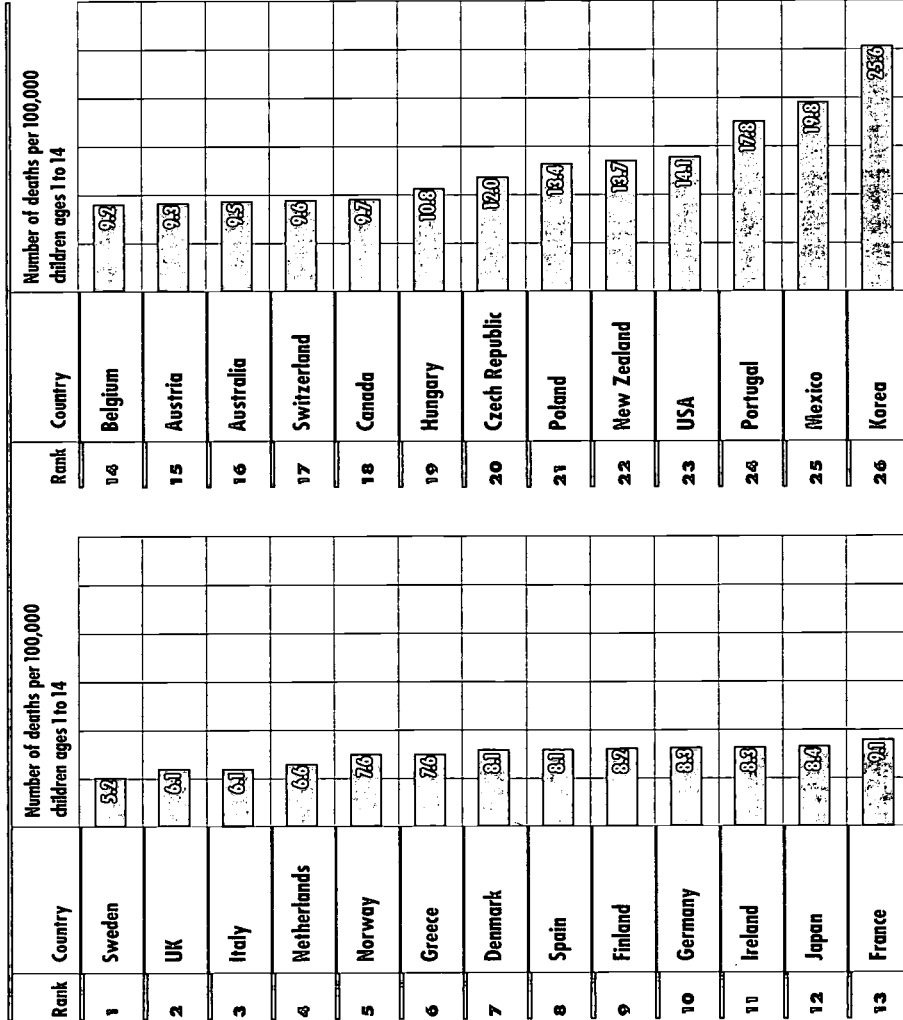 Rank Country Number of deaths per 100,000
children ages 1 to 14
1 Sweden 5.2
2 UK 6.1
3 Italy 6.1
4 Netherlands 6.6
5 Norway 7.6
6 Greece 7.6
7 Denmark 8.1
8 Spain 8.1
9 Finland 8.2
10 Germany 8.3
11 Ireland 8.3
12 Japan 8.4
13 France 9.1
Rank Country Number of deaths per 100,000
children ages 1 to 14
14 Belgium 9.2
15 Austria 9.3
16 Australia 9.5
17 Switzerland 9.6
18 Canada 9.7
19 Hungary 10.8
20 Czech Republic 12.0
21 Poland 13.4
22 New Zealand 13.7
23 USA 14.1
24 Portugal 17.8
25 Mexico 19.8
26 Korea 25.6